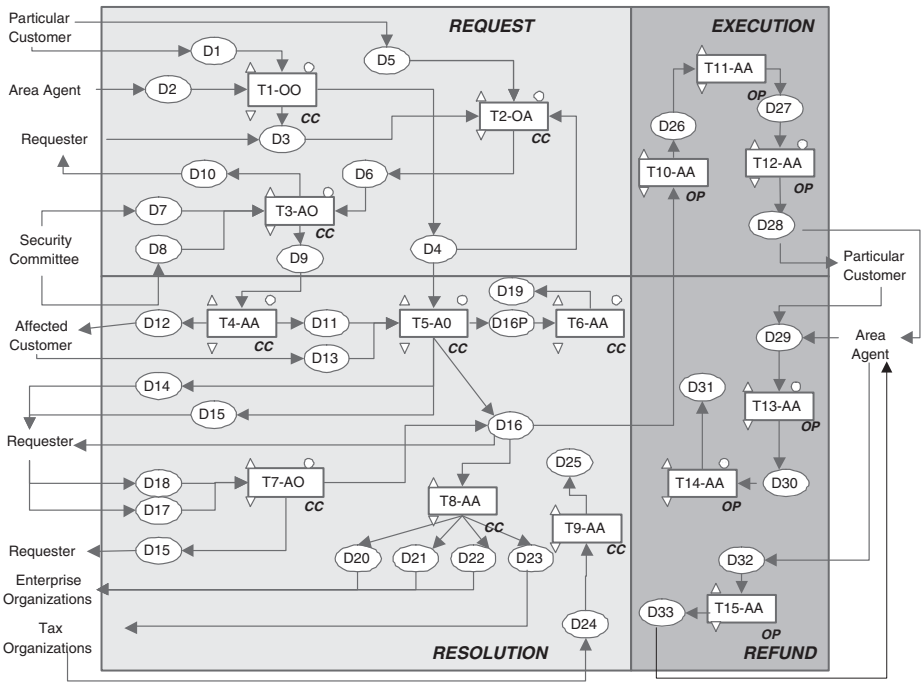 Particular
Customer
REQUEST
EXECUTION
D1
D5
T11-AA
OP
Area Agent
D2
T1-OO
CC
D27
T2-OA
CC
D26
Requester
D3
T12-AA
OP
D10
D6
T10-AA
OP
D7
T3-AO
CC
D28
Security
Committee
D8
D9
D4
Particular
Customer
D19
Affected
Customer
D12
T4-AA
CC
D11
T5-A0
CC
D16P
T6-AA
CC
D29
Area
Agent
D13
D14
D31
D15
T13-AA
OP
Requester
D16
D18
T7-AO
CC
D25
T14-AA
OP
D30
D17
T8-AA
CC
T9-AA
CC
Requester
D15
D20
D21
D22
D23
D32
Enterprise
Organizations
T15-AA
OP
D33
Tax
Organizations
D24
RESOLUTION
REFUND